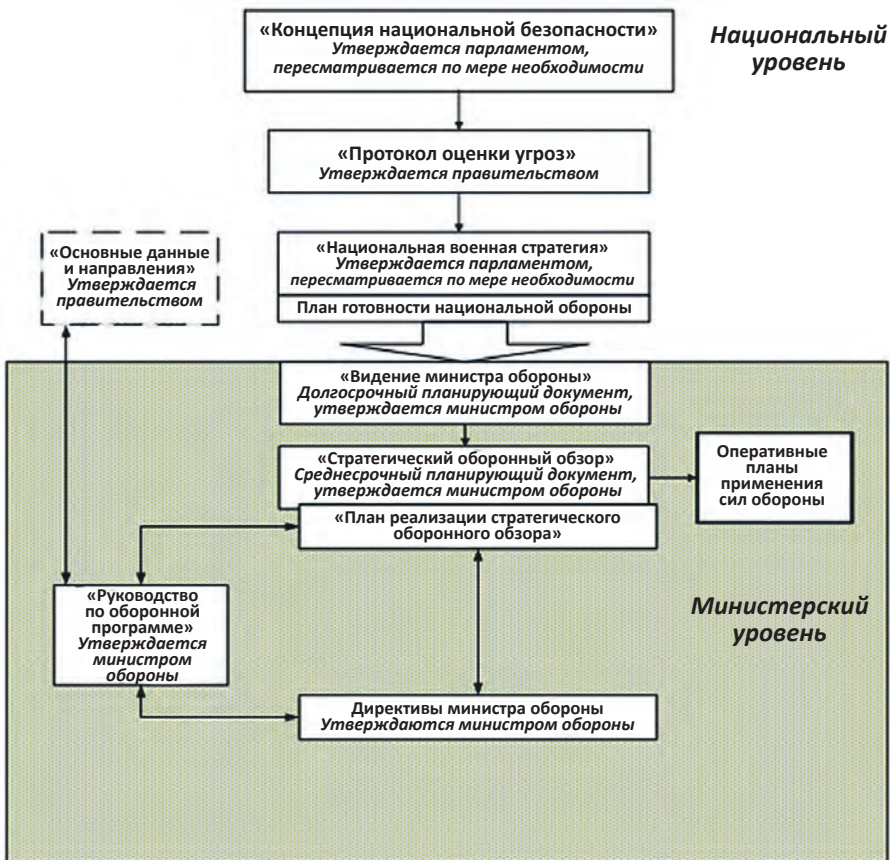 «Концепция национальной безопасности»
Утверждается парламентом,
пересматривается по мере необходимости
Национальный
уровень
«Протокол оценки угроз»
Утверждается правительством
«Основные данные
и направления»
Утверждается
правительством
«Национальная военная стратегия»
Утверждается парламентом,
пересматривается по мере необходимости
План готовности национальной обороны
«Видение министра обороны»
Долгосрочный планирующий документ,
утверждается министром обороны
«Стратегический оборонный обзор»
Среднесрочный планирующий документ,
утверждается министром обороны
Оперативные
планы
применения
сил обороны
«План реализации стратегического
оборонного обзора»
«Руководство
по оборонной
программе»
Утверждается
министром
обороны
Министерский
уровень
Директивы министра обороны
Утверждаются министром обороны